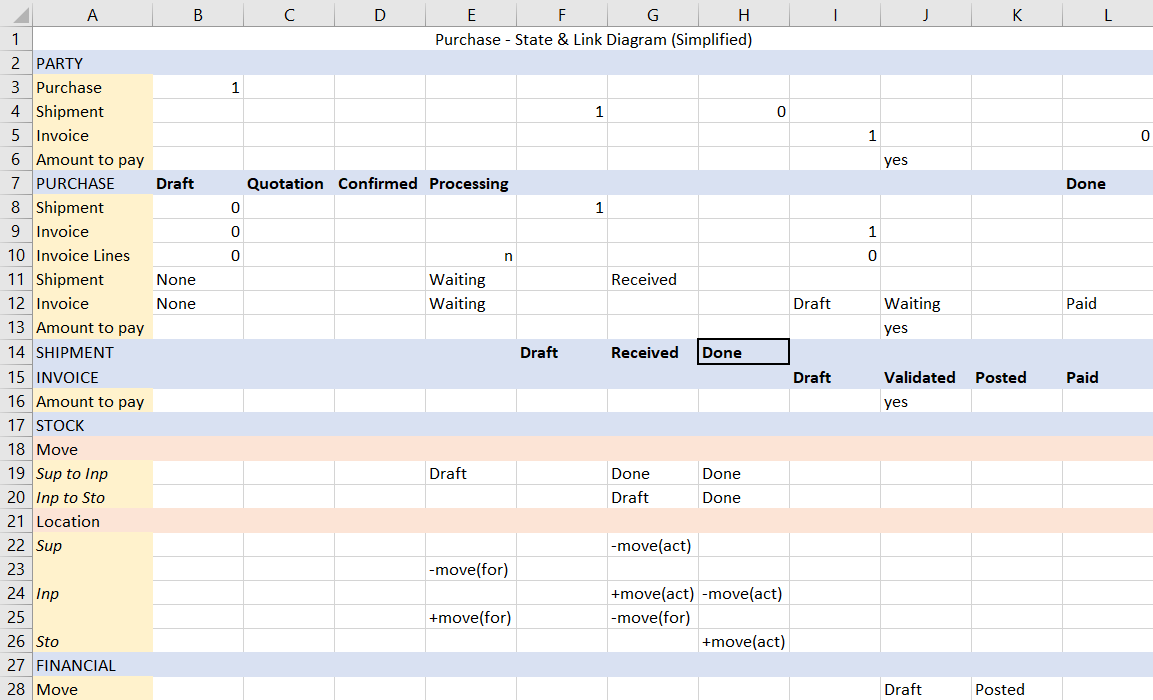 A B C D E F G H I J K L
1 Purchase - State & Link Diagram (Simplified)
2 PARTY
3 Purchase 1
4 Shipment 1 0
5 Invoice 1 0
6 Amount to pay yes
7 PURCHASE Draft Quotation Confirmed Processing Done
8 Shipment 0 1
9 Invoice 0 1
10 Invoice Lines 0 n 0
11 Shipment None Waiting Received
12 Invoice None Waiting Draft Waiting Paid
13 Amount to pay yes
14 SHIPMENT Draft Received Done
15 INVOICE Draft Validated Posted Paid
16 Amount to pay yes
17 STOCK
18 Move
19 Sup to Inp Draft Done Done
20 Inp to Sto Draft Done
21 Location
22 Sup -move(act)
23 -move(for)
24 Inp +move(act) -move(act)
25 +move(for) -move(for)
26 Sto +move(act)
27 FINANCIAL
28 Move Draft Posted